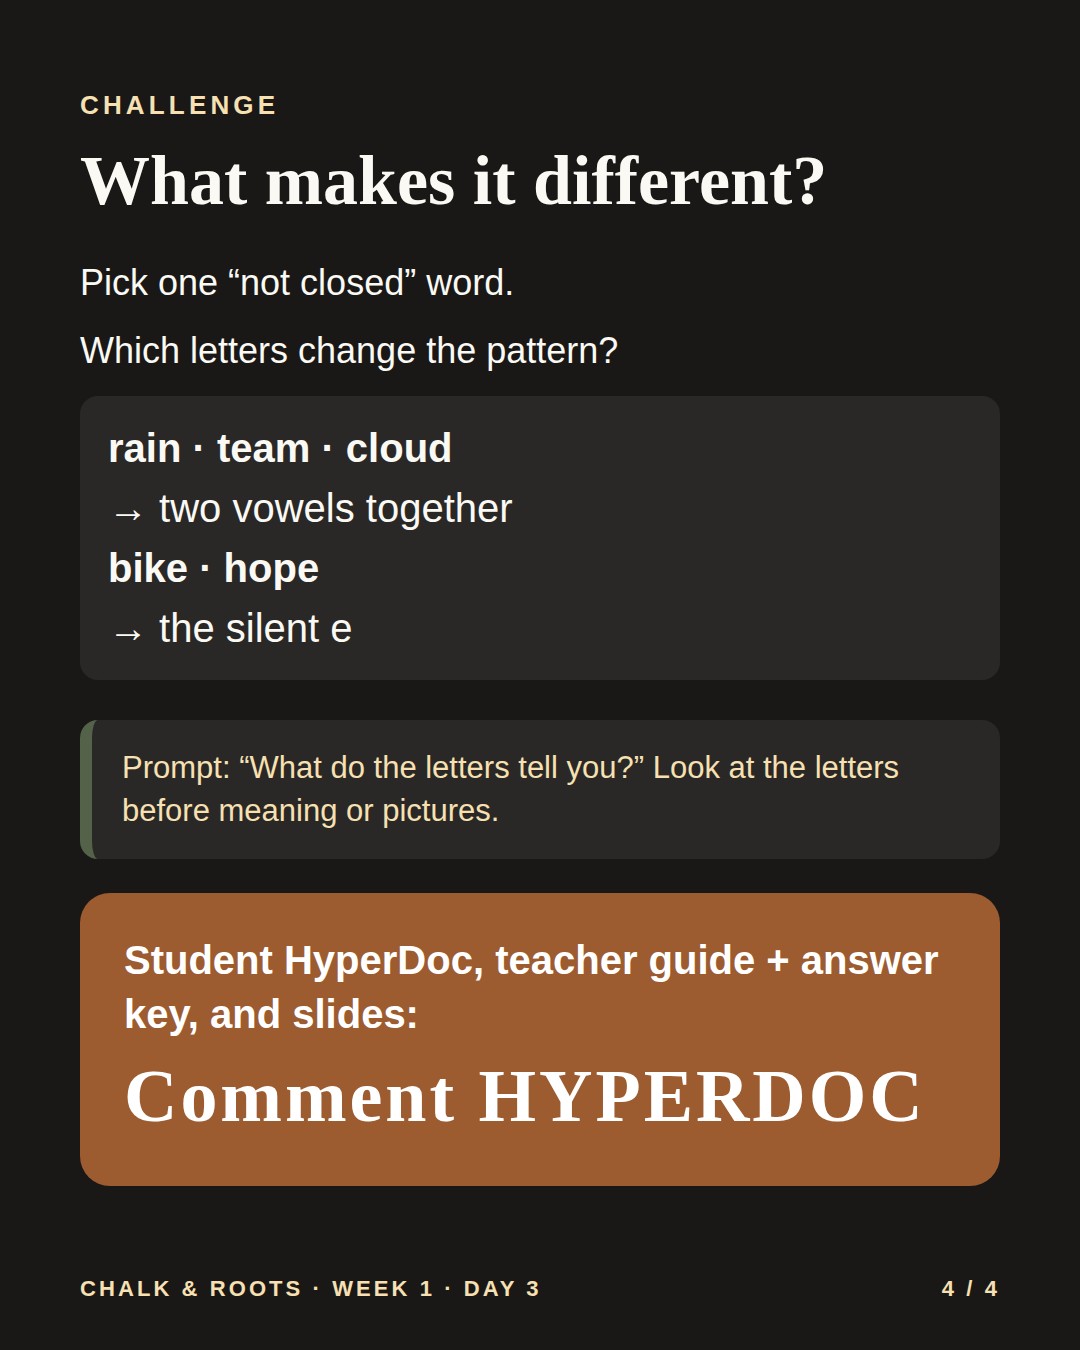 CHALLENGE
What makes it different?
Pick one “not closed” word.
Which letters change the pattern?
rain · team · cloud
→ two vowels together
bike · hope
→ the silent e
Prompt: “What do the letters tell you?” Look at the letters
before meaning or pictures.
Student HyperDoc, teacher guide + answer
key, and slides:
Comment HYPERDOC
CHALK & ROOTS · WEEK 1 · DAY 3
4 / 4